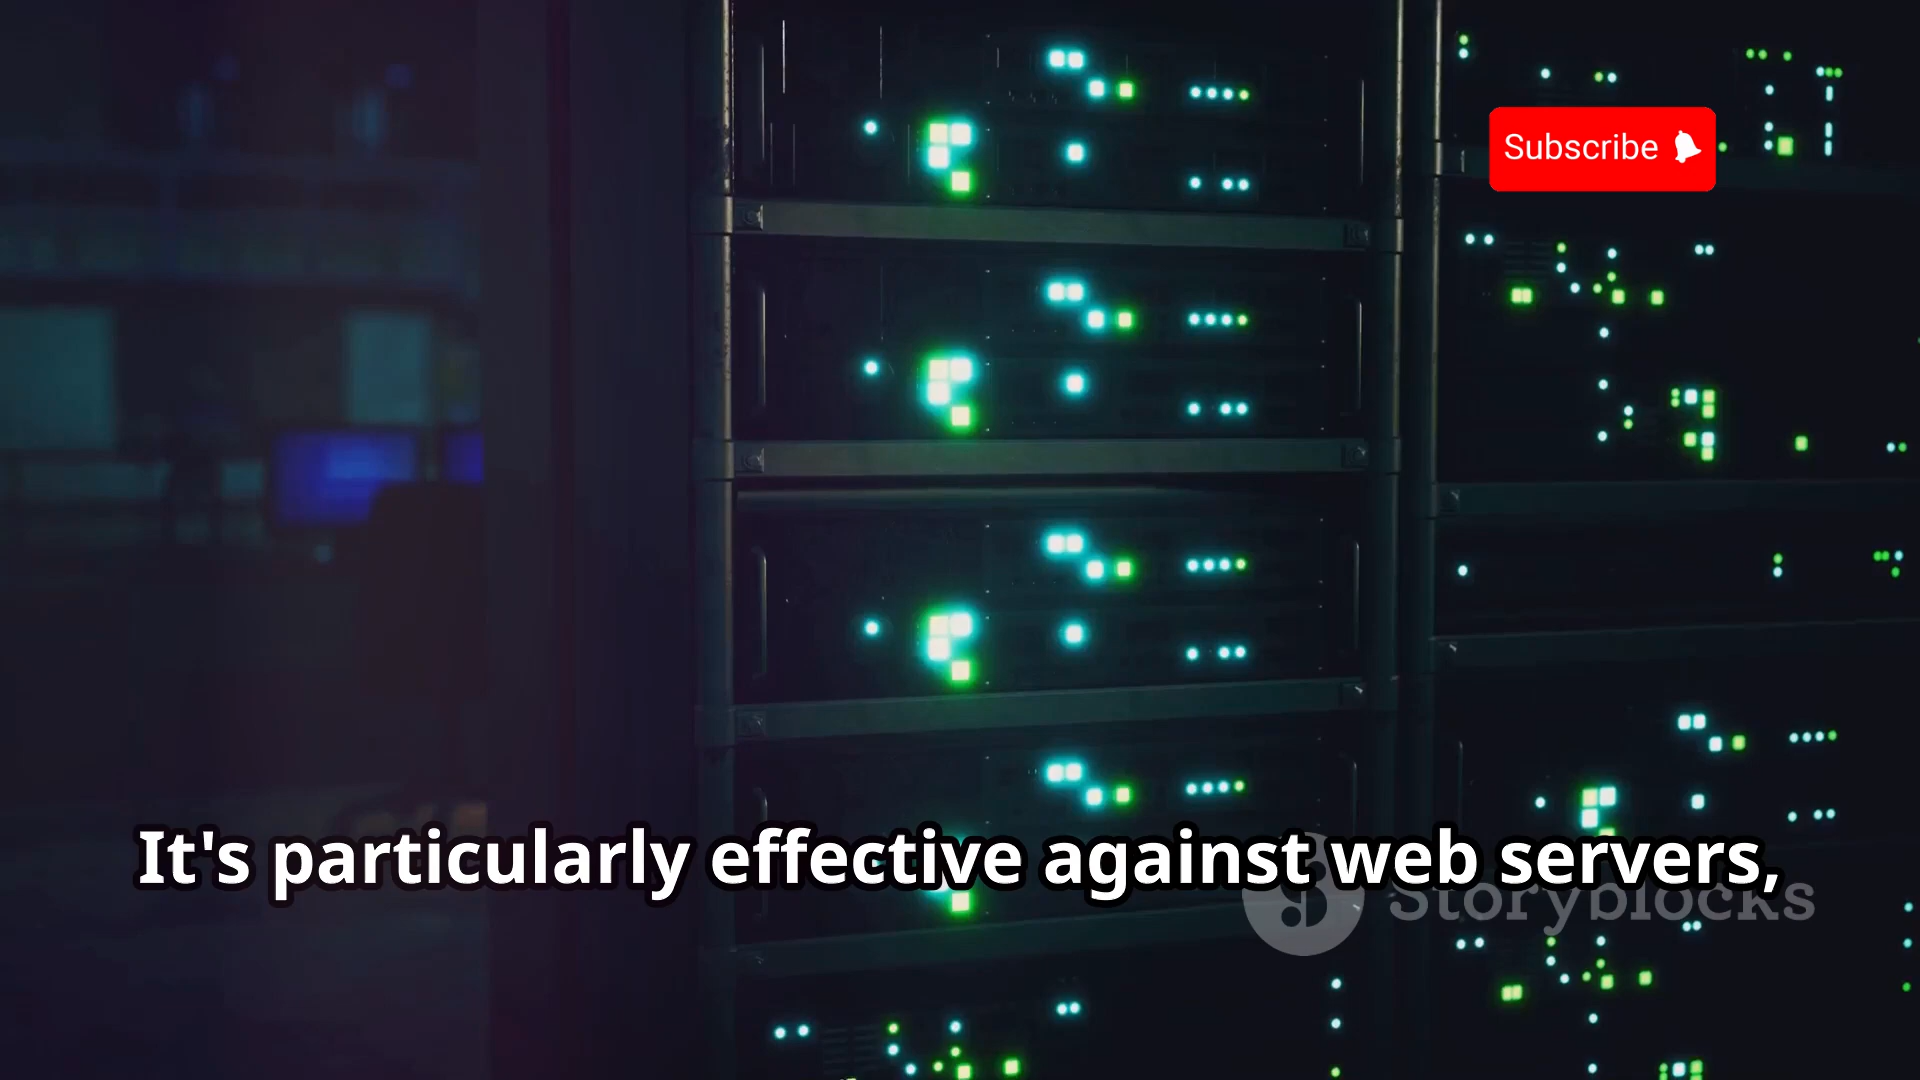 Subscribe
It's particularly effective against web servers,
Storyblocks